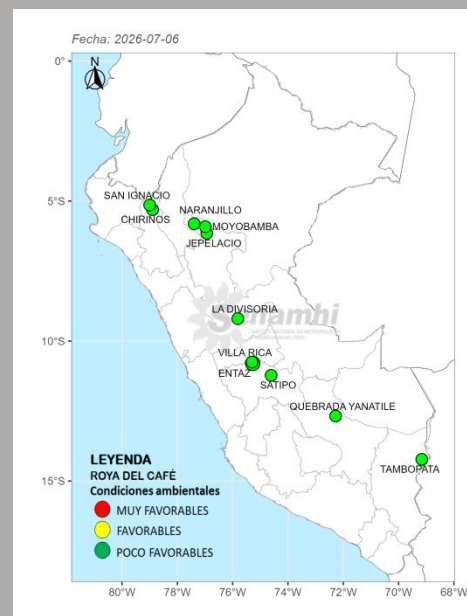 Fecha: 2026-07-06
N
0°
5°S
10°S
15°S
SAN IGNACIO
CHIRINOS
NARANJILLO
MOYOBAMBA
JEPELACIO
LA DIVISORIA
Senamhi
VILLA RICA
ENTAZ
SATIPO
QUEBRADA YANATILE
TAMBOPATA
LEYENDA
ROYA DEL CAFÉ
Condiciones ambientales
MUY FAVORABLES
FAVORABLES
POCO FAVORABLES
80°W 78°W 76°W 74°W 72°W 70°W 68°W